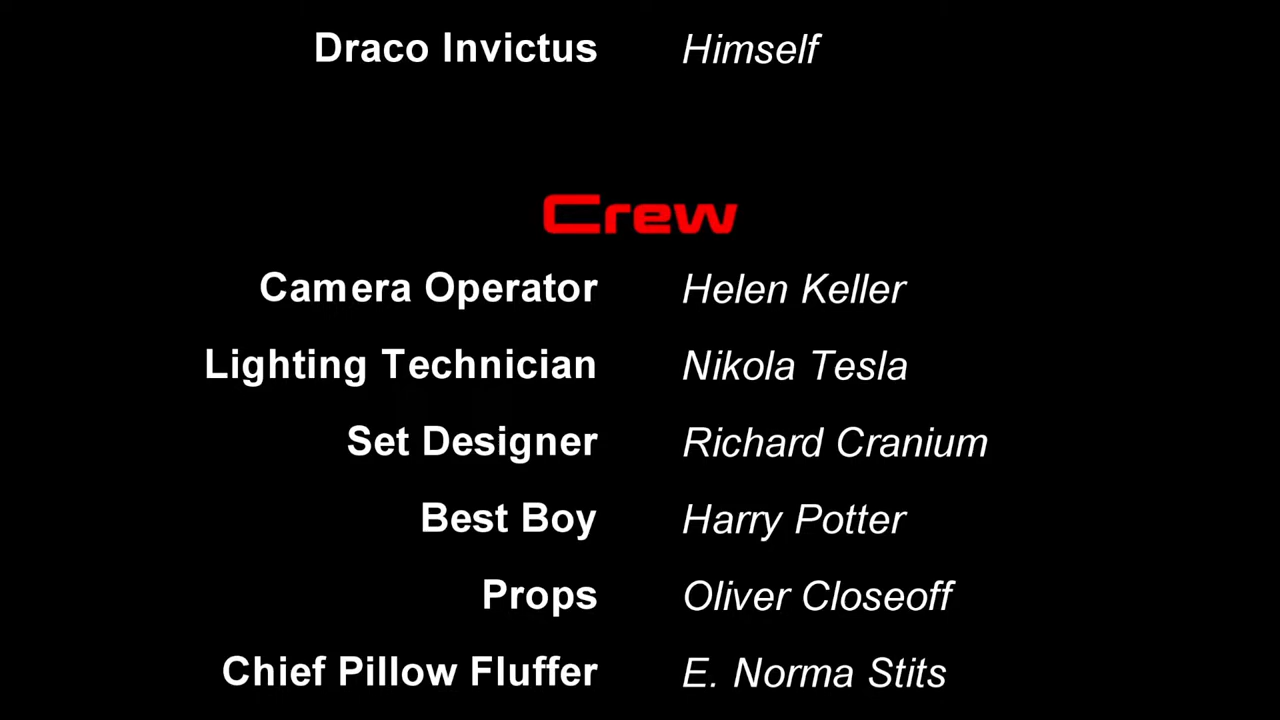 Draco Invictus Himself
Crew
Camera Operator Helen Keller
Lighting Technician Nikola Tesla
Set Designer Richard Cranium
Best Boy Harry Potter
Props Oliver Closeoff
Chief Pillow Fluffer E. Norma Stits